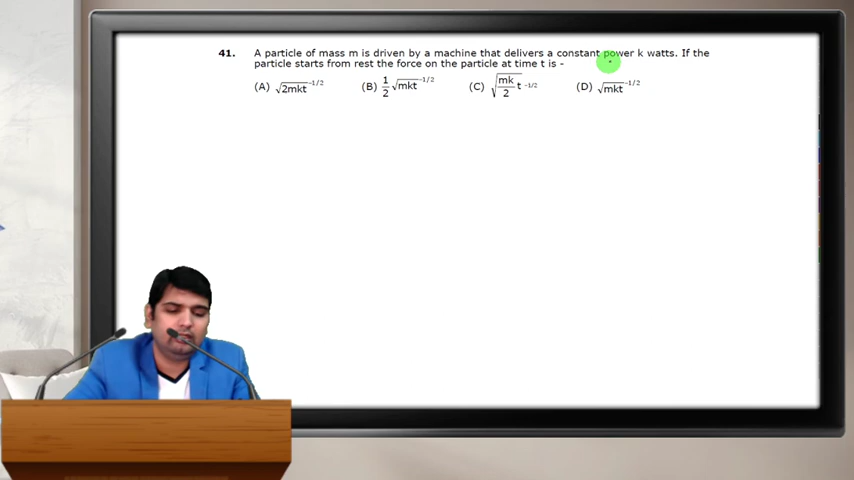 41. A particle of mass m is driven by a machine that delivers a constant power k watts. If the
particle starts from rest the force on the particle at time t is -
(A) √2mkt^-1/2 (B) 1/2 √mkt^-1/2 (C) √mk/2 t^-1/2 (D) √mkt^-1/2